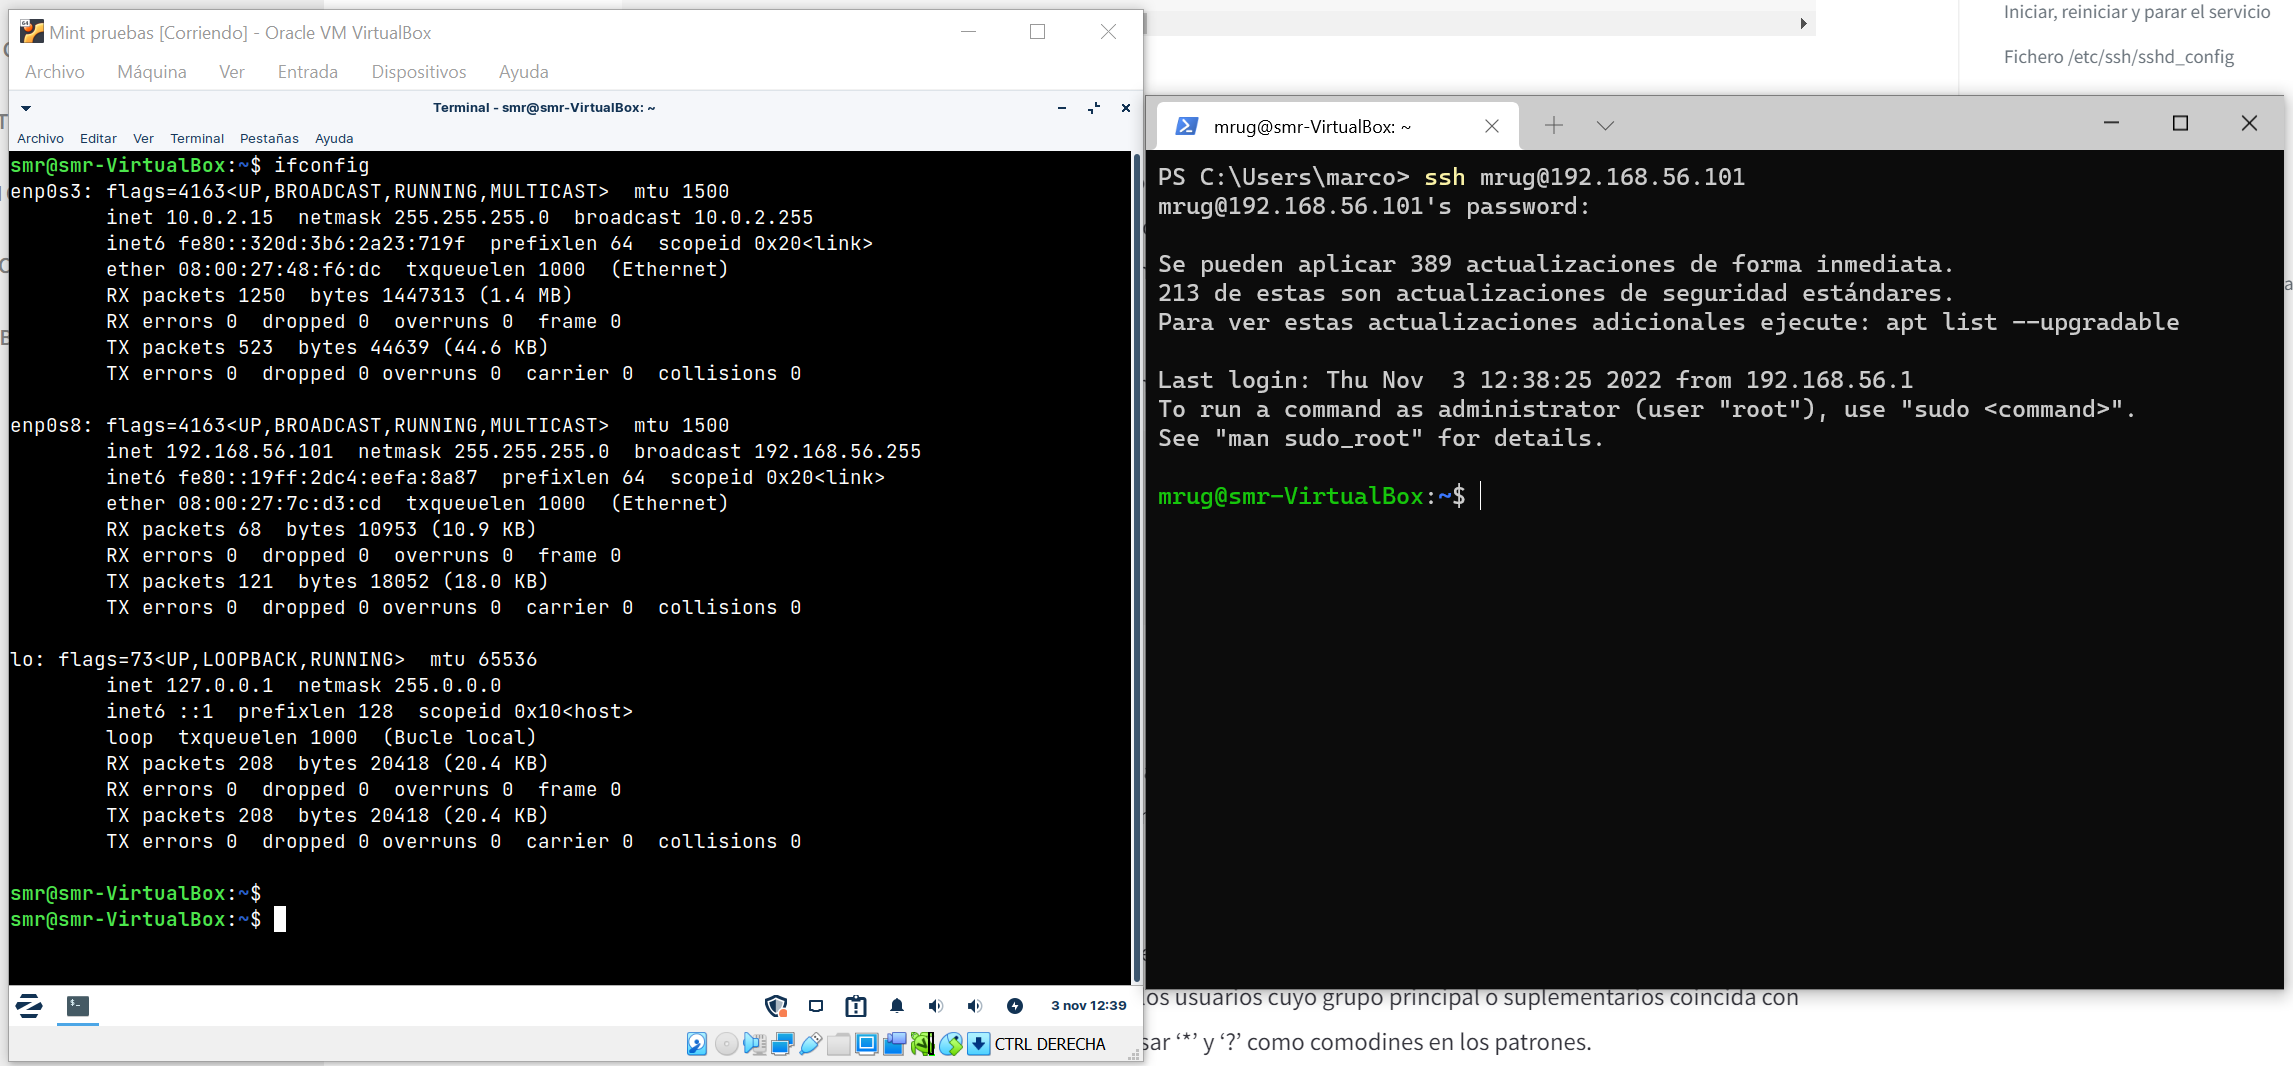 Mint pruebas [Corriendo] - Oracle VM VirtualBox
Archivo Máquina Ver Entrada Dispositivos Ayuda
Terminal - smr@smr-VirtualBox: ~
Archivo Editar Ver Terminal Pestañas Ayuda
smr@smr-VirtualBox:~$ ifconfig
enp0s3: flags=4163<UP,BROADCAST,RUNNING,MULTICAST>  mtu 1500
        inet 10.0.2.15  netmask 255.255.255.0  broadcast 10.0.2.255
        inet6 fe80::320d:3b6:2a23:719f  prefixlen 64  scopeid 0x20<link>
        ether 08:00:27:48:f6:dc  txqueuelen 1000  (Ethernet)
        RX packets 1250  bytes 1447313 (1.4 MB)
        RX errors 0  dropped 0  overruns 0  frame 0
        TX packets 523  bytes 44639 (44.6 KB)
        TX errors 0  dropped 0 overruns 0  carrier 0  collisions 0
enp0s8: flags=4163<UP,BROADCAST,RUNNING,MULTICAST>  mtu 1500
        inet 192.168.56.101  netmask 255.255.255.0  broadcast 192.168.56.255
        inet6 fe80::19ff:2dc4:eefa:8a87  prefixlen 64  scopeid 0x20<link>
        ether 08:00:27:7c:d3:cd  txqueuelen 1000  (Ethernet)
        RX packets 68  bytes 10953 (10.9 KB)
        RX errors 0  dropped 0  overruns 0  frame 0
        TX packets 121  bytes 18052 (18.0 KB)
        TX errors 0  dropped 0 overruns 0  carrier 0  collisions 0
lo: flags=73<UP,LOOPBACK,RUNNING>  mtu 65536
        inet 127.0.0.1  netmask 255.0.0.0
        inet6 ::1  prefixlen 128  scopeid 0x10<host>
        loop  txqueuelen 1000  (Bucle local)
        RX packets 208  bytes 20418 (20.4 KB)
        RX errors 0  dropped 0  overruns 0  frame 0
        TX packets 208  bytes 20418 (20.4 KB)
        TX errors 0  dropped 0 overruns 0  carrier 0  collisions 0
smr@smr-VirtualBox:~$
smr@smr-VirtualBox:~$
3 nov 12:39
CTRL DERECHA
Iniciar, reiniciar y parar el servicio
Fichero /etc/ssh/sshd_config
mrug@smr-VirtualBox: ~
PS C:\Users\marco> ssh mrug@192.168.56.101
mrug@192.168.56.101's password:
Se pueden aplicar 389 actualizaciones de forma inmediata.
213 de estas son actualizaciones de seguridad estándares.
Para ver estas actualizaciones adicionales ejecute: apt list --upgradable
Last login: Thu Nov  3 12:38:25 2022 from 192.168.56.1
To run a command as administrator (user "root"), use "sudo <command>".
See "man sudo_root" for details.
mrug@smr-VirtualBox:~$
los usuarios cuyo grupo principal o suplementarios coincida con
sar ‘*’ y ‘?’ como comodines en los patrones.